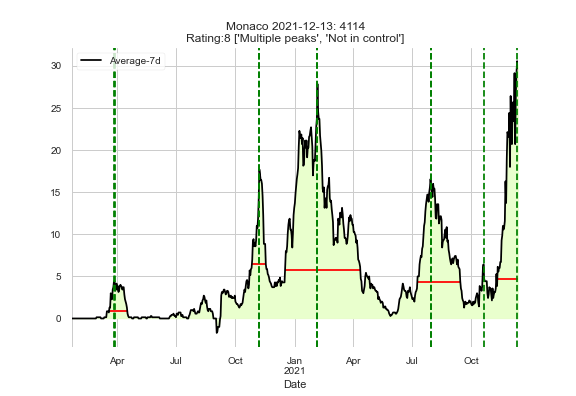 Monaco 2021-12-13: 4114
Rating:8 ['Multiple peaks', 'Not in control']
Average-7d
30
25
20
15
10
5
0
Apr Jul Oct Jan Apr Jul Oct
2021
Date